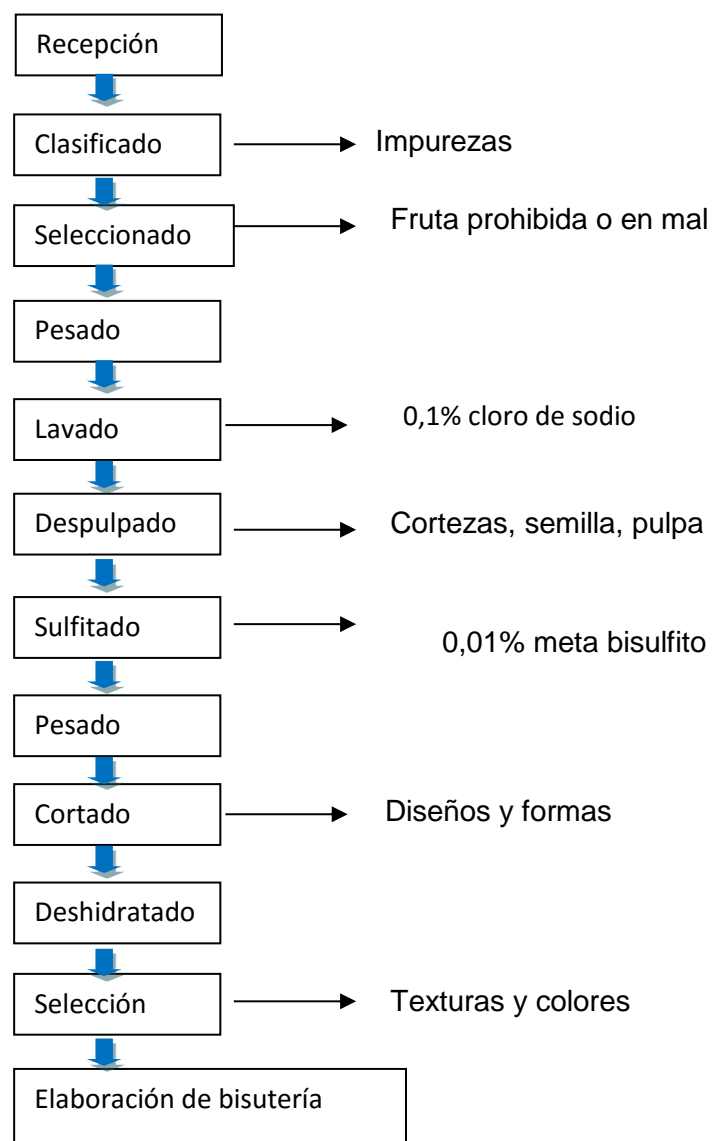 Recepción
Clasificado
Impurezas
Seleccionado
Fruta prohibida o en mal
Pesado
Lavado
0,1% cloro de sodio
Despulpado
Cortezas, semilla, pulpa
Sulfitado
0,01% meta bisulfito
Pesado
Cortado
Diseños y formas
Deshidratado
Selección
Texturas y colores
Elaboración de bisutería